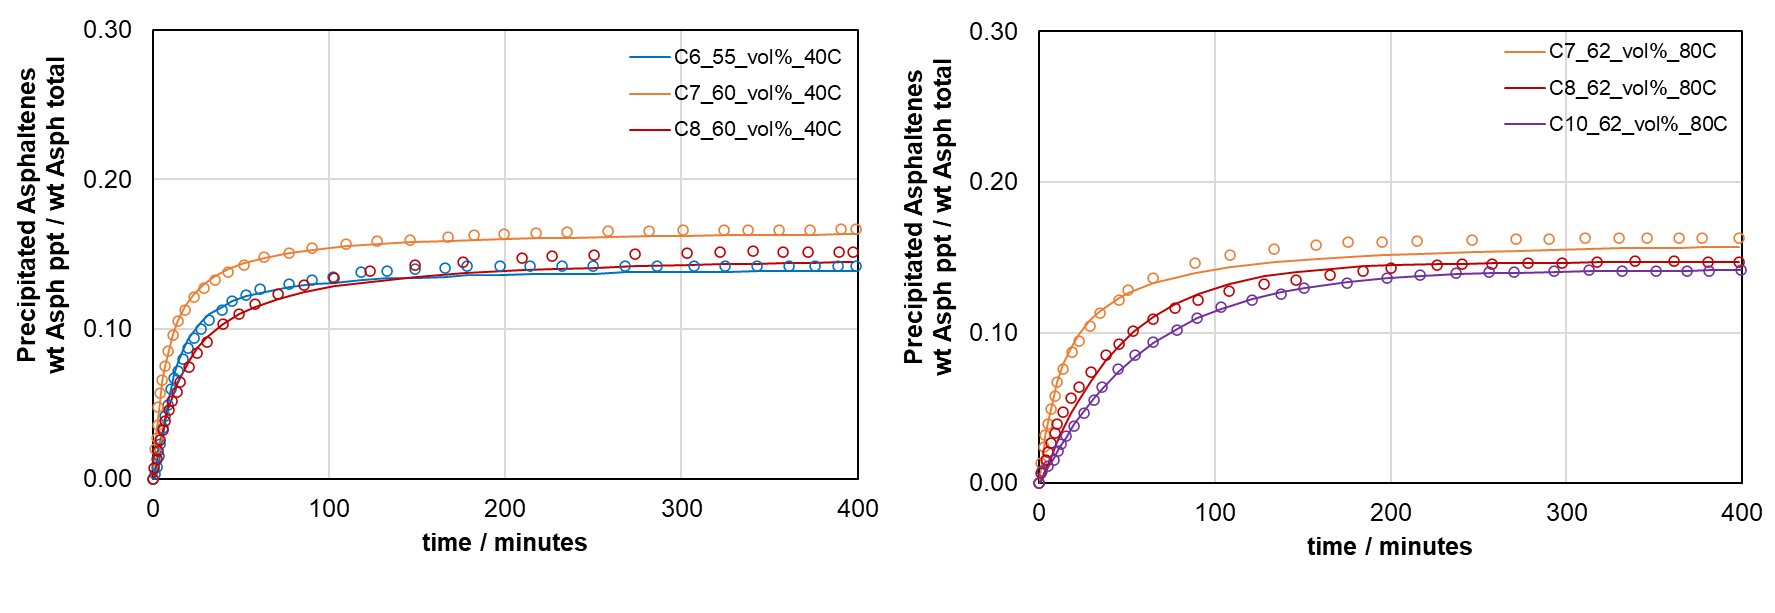 0.30
0.20
0.10
0.00
Precipitated Asphaltenes
wt Asph ppt / wt Asph total
C6_55_vol%_40C
C7_60_vol%_40C
C8_60_vol%_40C
0
100
200
300
400
time / minutes
0.30
0.20
0.10
0.00
Precipitated Asphaltenes
wt Asph ppt / wt Asph total
C7_62_vol%_80C
C8_62_vol%_80C
C10_62_vol%_80C
0
100
200
300
400
time / minutes